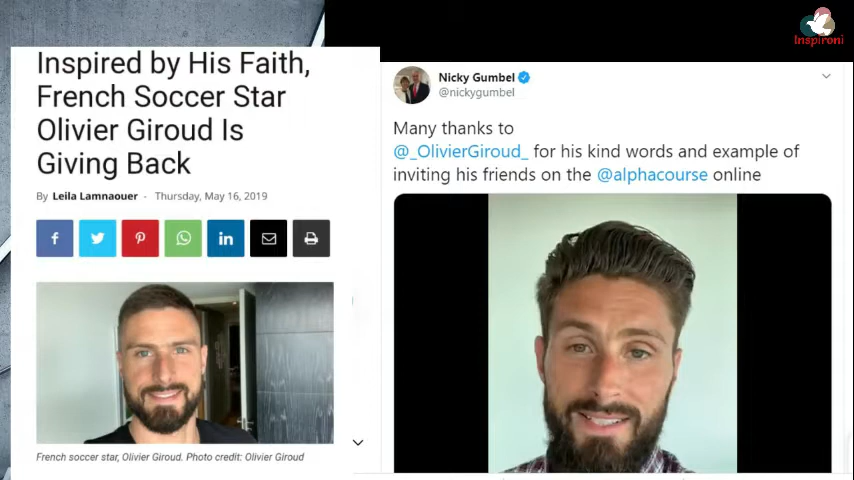 Inspironi
Inspired by His Faith,
French Soccer Star
Olivier Giroud Is
Giving Back
By Leila Lamnaouer - Thursday, May 16, 2019
French soccer star, Olivier Giroud. Photo credit: Olivier Giroud
Nicky Gumbel
@nickygumbel
Many thanks to
@_OlivierGiroud_ for his kind words and example of
inviting his friends on the @alphacourse online